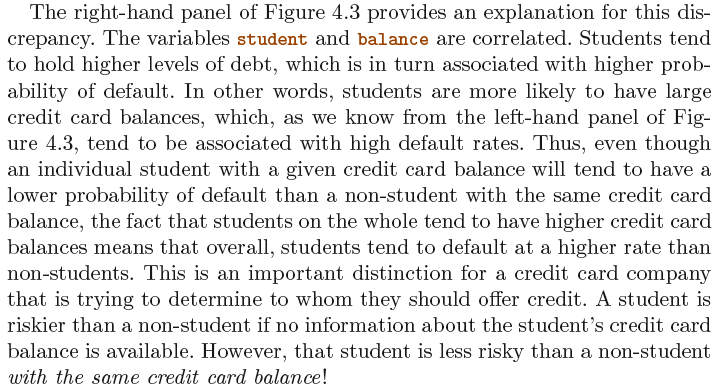 The right-hand panel of Figure 4.3 provides an explanation for this dis-
crepancy. The variables student and balance are correlated. Students tend
to hold higher levels of debt, which is in turn associated with higher prob-
ability of default. In other words, students are more likely to have large
credit card balances, which, as we know from the left-hand panel of Fig-
ure 4.3, tend to be associated with high default rates. Thus, even though
an individual student with a given credit card balance will tend to have a
lower probability of default than a non-student with the same credit card
balance, the fact that students on the whole tend to have higher credit card
balances means that overall, students tend to default at a higher rate than
non-students. This is an important distinction for a credit card company
that is trying to determine to whom they should offer credit. A student is
riskier than a non-student if no information about the student's credit card
balance is available. However, that student is less risky than a non-student
with the same credit card balance!